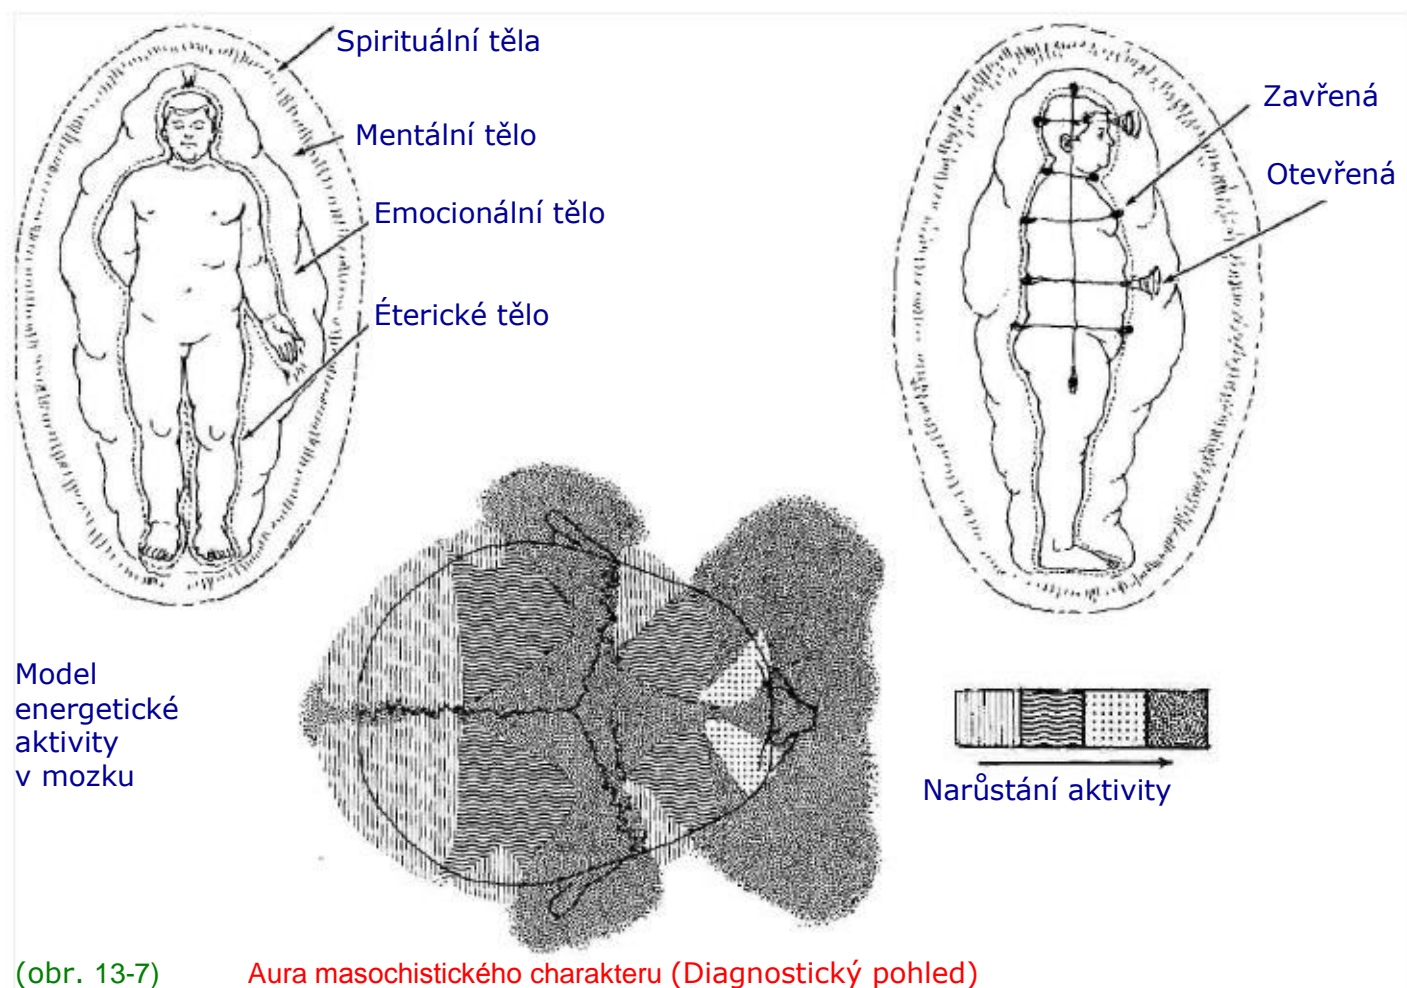 Spirituální těla
Mentální tělo
Emocionální tělo
Éterické tělo
Zavřená
Otevřená
Model
energetické
aktivity
v mozku
Narůstání aktivity
(obr. 13-7) Aura masochistického charakteru (Diagnostický pohled)